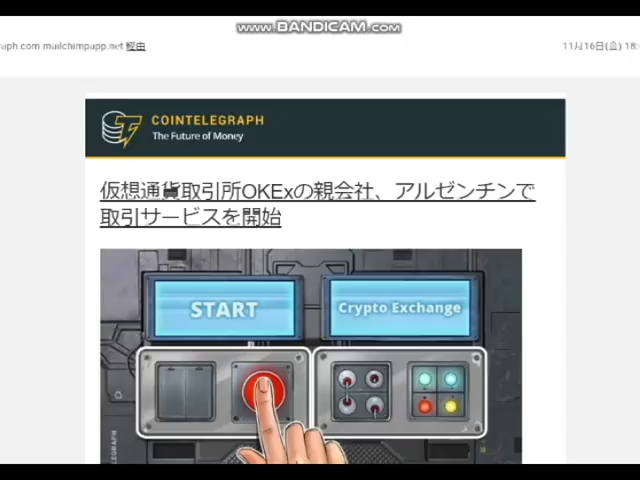 www.BANDICAM.com
aph.com mailchimpapp.net 経由
11月16日(金) 18:
COINTELEGRAPH
The Future of Money
仮想通貨取引所OKExの親会社、アルゼンチンで
取引サービスを開始
START
Crypto Exchange